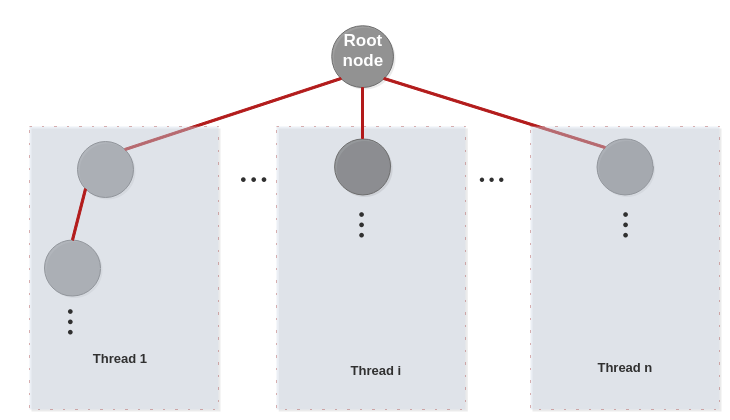 Root
node
Thread 1
Thread i
Thread n